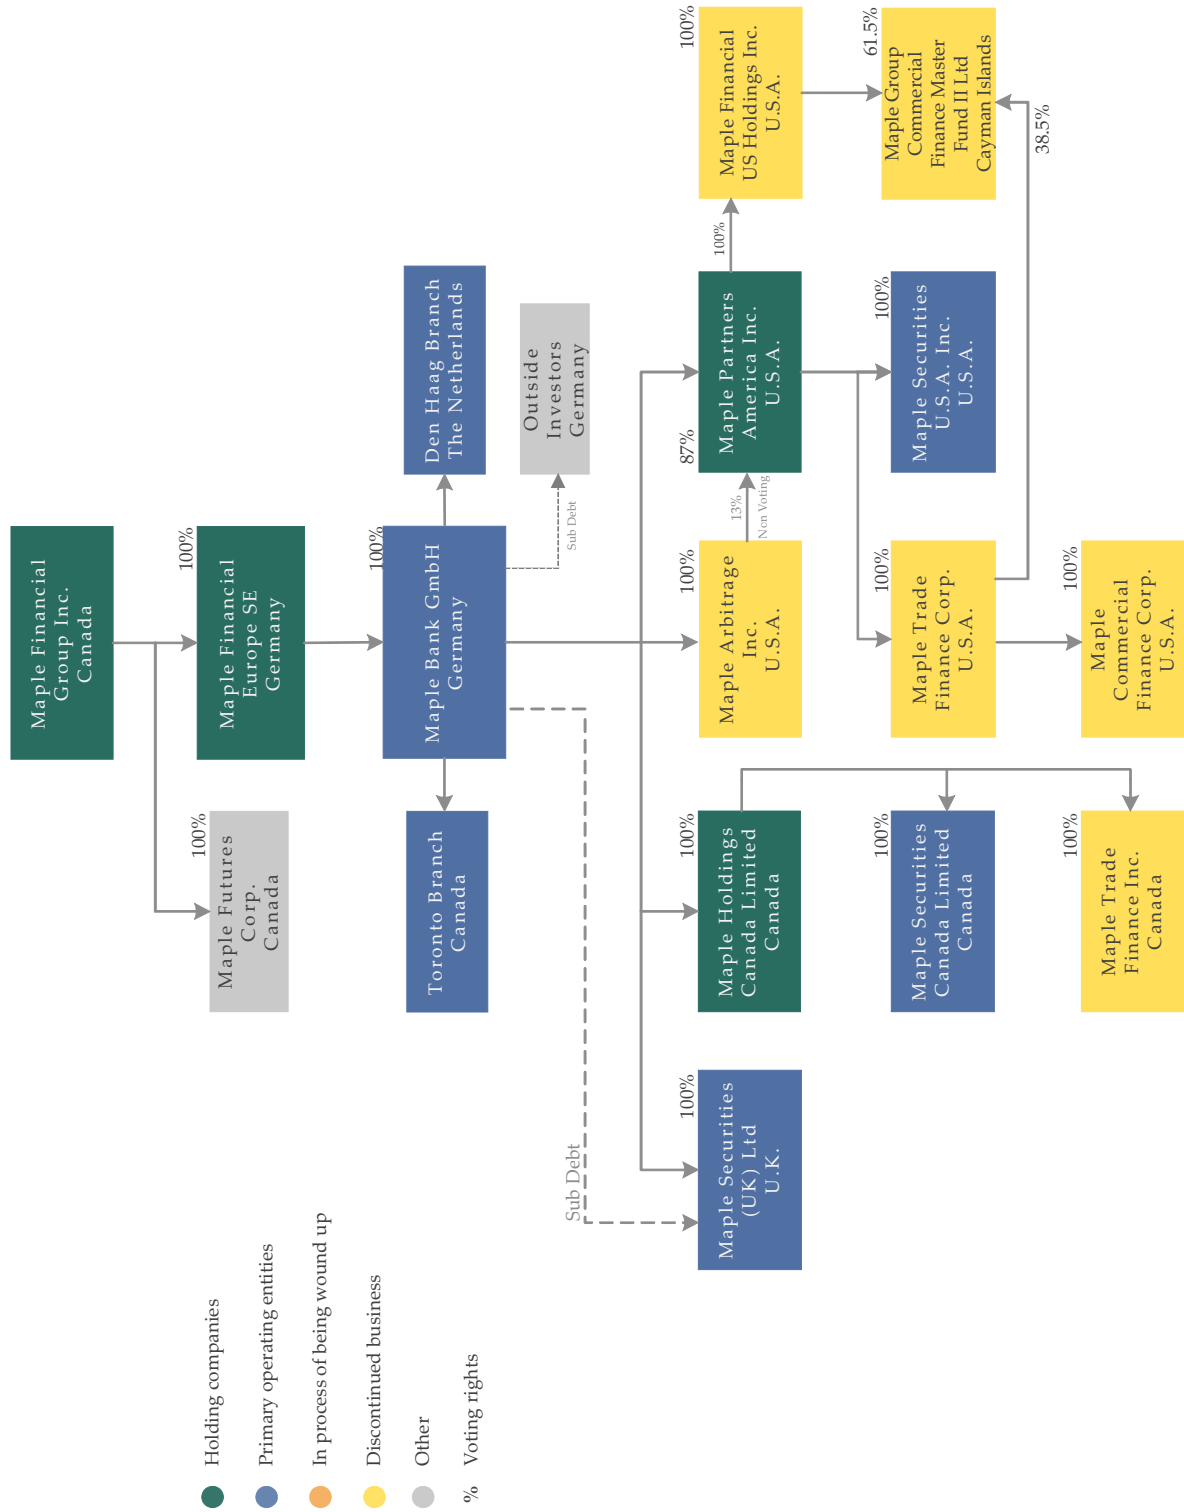 Maple Financial
Group Inc.
Canada
100%
Maple Futures
Corp.
Canada
100%
Maple Financial
Europe SE
Germany
100%
Maple Bank GmbH
Germany
Toronto Branch
Canada
Den Haag Branch
The Netherlands
Sub Debt
Outside
Investors
Germany
Sub Debt
100%
Maple Securities
(UK) Ltd
U.K.
100%
Maple Holdings
Canada Limited
Canada
100%
Maple Arbitrage
Inc.
U.S.A.
13%
Non Voting
87%
Maple Partners
America Inc.
U.S.A.
100%
100%
Maple Financial
US Holdings Inc.
U.S.A.
100%
Maple Securities
Canada Limited
Canada
100%
Maple Trade
Finance Corp.
U.S.A.
100%
Maple Securities
U.S.A. Inc.
U.S.A.
61.5%
Maple Group
Commercial
Finance Master
Fund II Ltd
Cayman Islands
38.5%
100%
Maple Trade
Finance Inc.
Canada
100%
Maple
Commercial
Finance Corp.
U.S.A.
Holding companies
Primary operating entities
In process of being wound up
Discontinued business
Other
% Voting rights